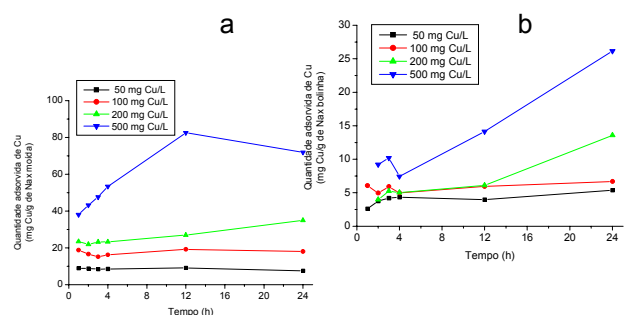 a
50 mg Cu/L
100 mg Cu/L
200 mg Cu/L
500 mg Cu/L
100
80
60
40
20
0
0
4
8
12
16
20
24
Quantidade adsorvida de Cu
(mg Cu/g de Nax moída)
Tempo (h)
b
50 mg Cu/L
100 mg Cu/L
200 mg Cu/L
500 mg Cu/L
30
25
20
15
10
5
0
0
4
8
12
16
20
24
Quantidade adsorvida de Cu
(mg Cu/g de Nax bolinha)
Tempo (h)